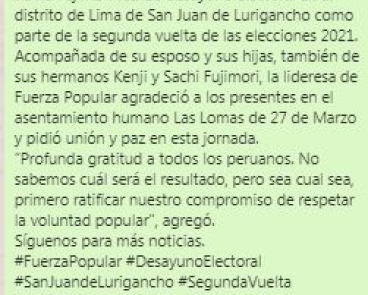 distrito de Lima de San Juan de Lurigancho como
parte de la segunda vuelta de las elecciones 2021.
Acompañada de su esposo y sus hijas, también de
sus hermanos Kenji y Sachi Fujimori, la lideresa de
Fuerza Popular agradeció a los presentes en el
asentamiento humano Las Lomas de 27 de Marzo
y pidió unión y paz en esta jornada.
"Profunda gratitud a todos los peruanos. No
sabemos cuál será el resultado, pero sea cual sea,
primero ratificar nuestro compromiso de respetar
la voluntad popular", agregó.
Síguenos para más noticias.
#FuerzaPopular #DesayunoElectoral
#SanJuandeLurigancho #SegundaVuelta